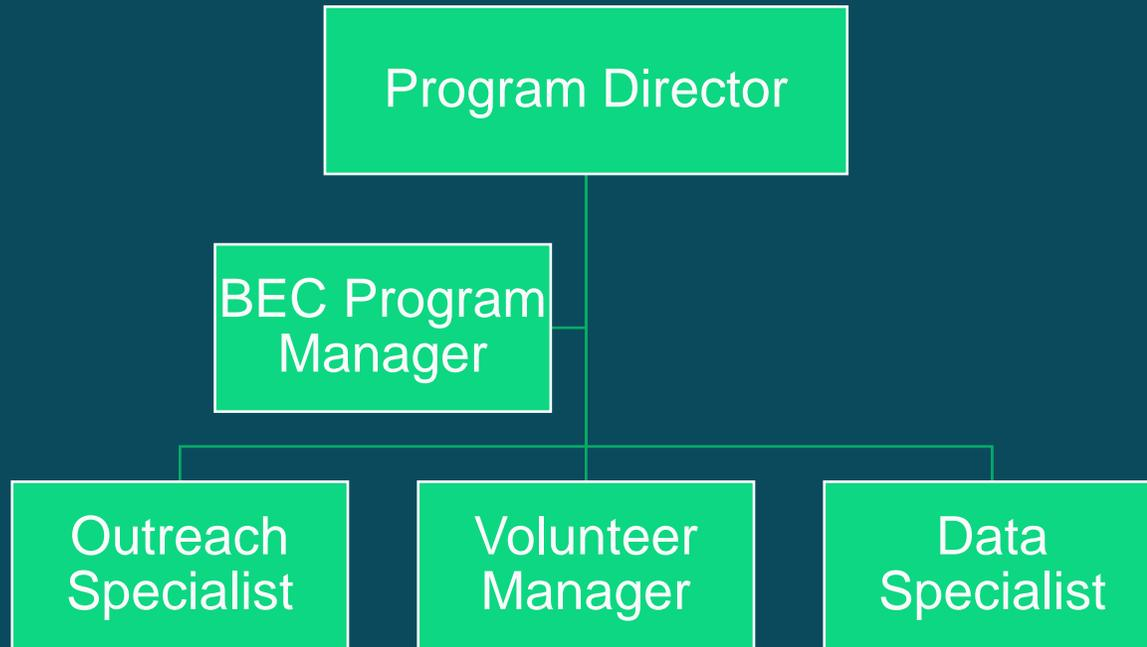 Program Director
BEC Program
Manager
Outreach
Specialist
Volunteer
Manager
Data
Specialist